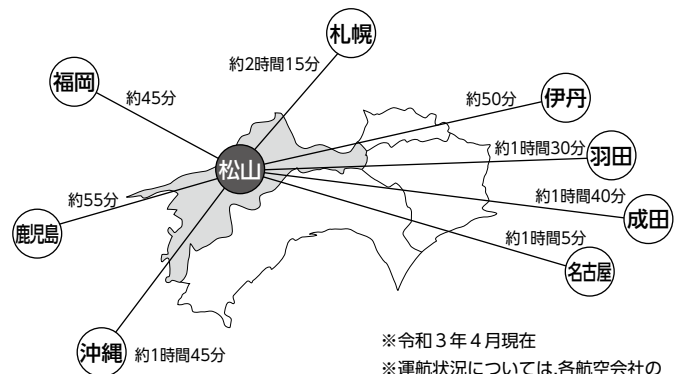 札幌
約2時間15分
福岡
約45分
約50分
伊丹
約1時間30分
羽田
松山
約1時間40分
成田
約55分
鹿児島
約1時間5分
名古屋
沖縄
約1時間45分
※令和3年4月現在
※運航状況については、各航空会社の